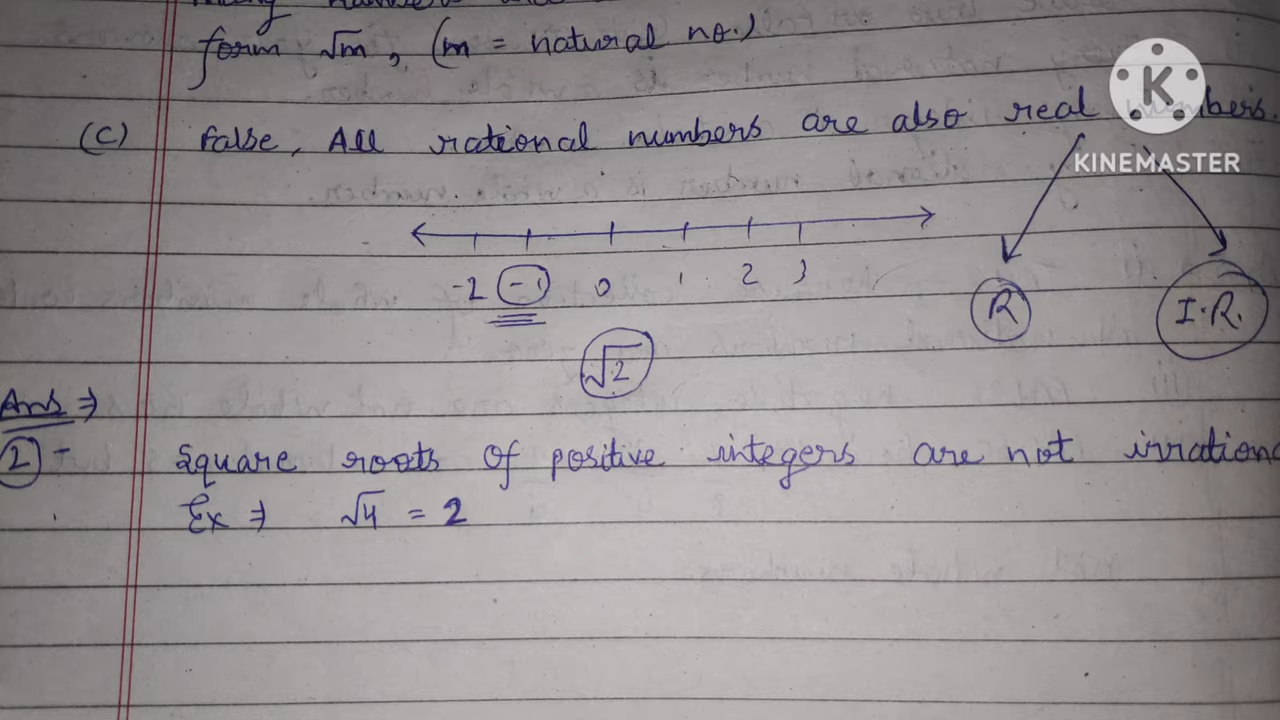 form √m, (m = natural no.)
(C) False, All rational numbers are also real numbers.
K
KINEMASTER
-2 -1 0 1 2 3
R I.R.
√2
Ans ⇒
2) - Square roots of positive integers are not irration
Ex ⇒ √4 = 2